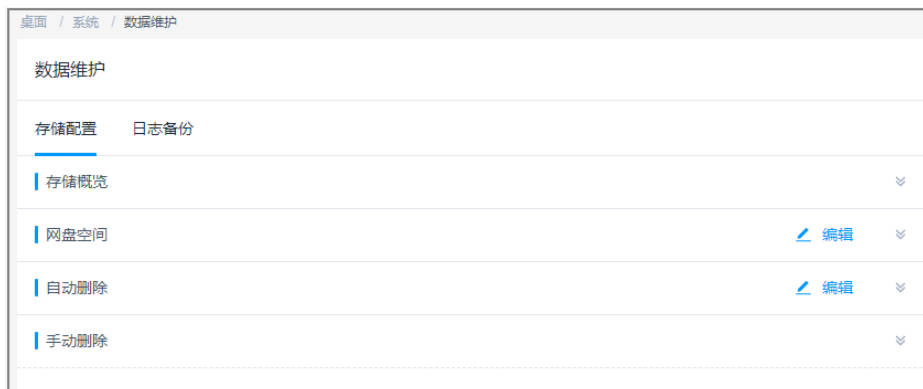 桌面 / 系统 / 数据维护
数据维护
存储配置 日志备份
存储概览
网盘空间 编辑
自动删除 编辑
手动删除